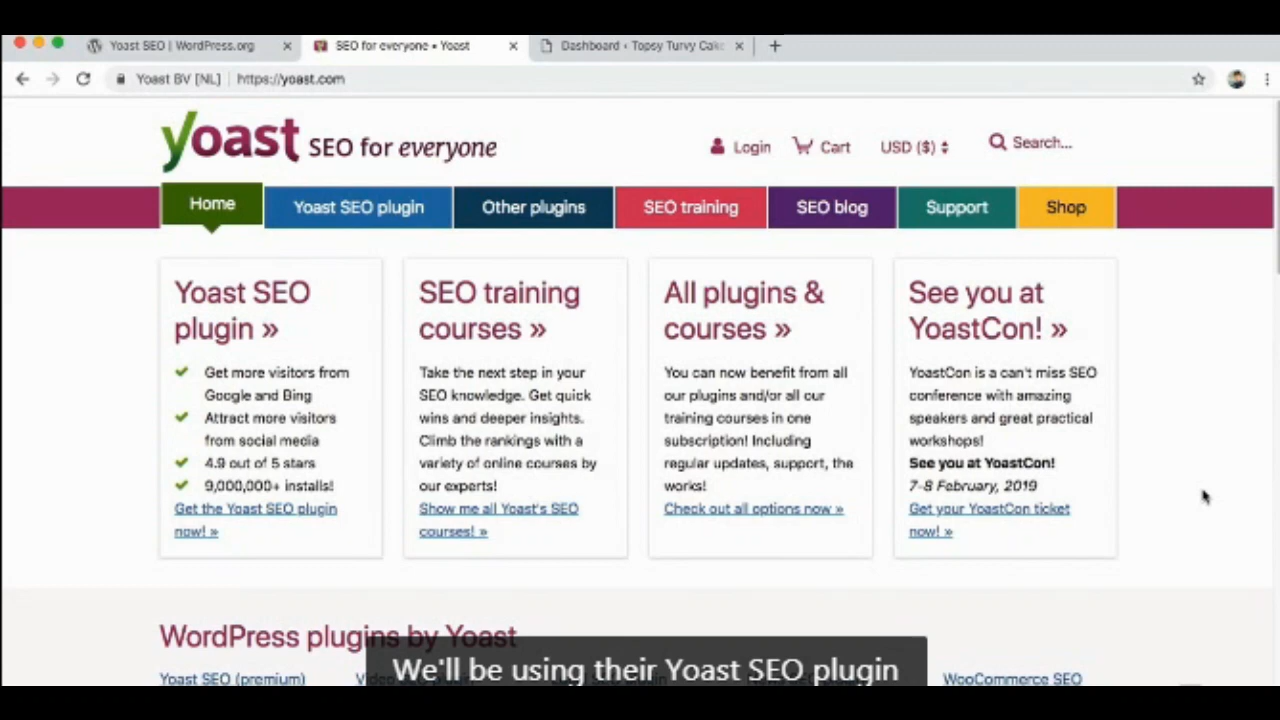 Yoast SEO | WordPress.org
SEO for everyone • Yoast
Dashboard ‹ Topsy Turvy Cake
Yoast BV [NL] | https://yoast.com
yoast SEO for everyone
Login
Cart
USD ($)
Search...
Home
Yoast SEO plugin
Other plugins
SEO training
SEO blog
Support
Shop
Yoast SEO
plugin »
Get more visitors from
Google and Bing
Attract more visitors
from social media
4.9 out of 5 stars
9,000,000+ installs!
Get the Yoast SEO plugin
now! »
SEO training
courses »
Take the next step in your
SEO knowledge. Get quick
wins and deeper insights.
Climb the rankings with a
variety of online courses by
our experts!
Show me all Yoast's SEO
courses! »
All plugins &
courses »
You can now benefit from all
our plugins and/or all our
training courses in one
subscription! Including
regular updates, support, the
works!
Check out all options now »
See you at
YoastCon! »
YoastCon is a can't miss SEO
conference with amazing
speakers and great practical
workshops!
See you at YoastCon!
7-8 February, 2019
Get your YoastCon ticket
now! »
WordPress plugins by Yoast
We'll be using their Yoast SEO plugin
Yoast SEO (premium)
WooCommerce SEO